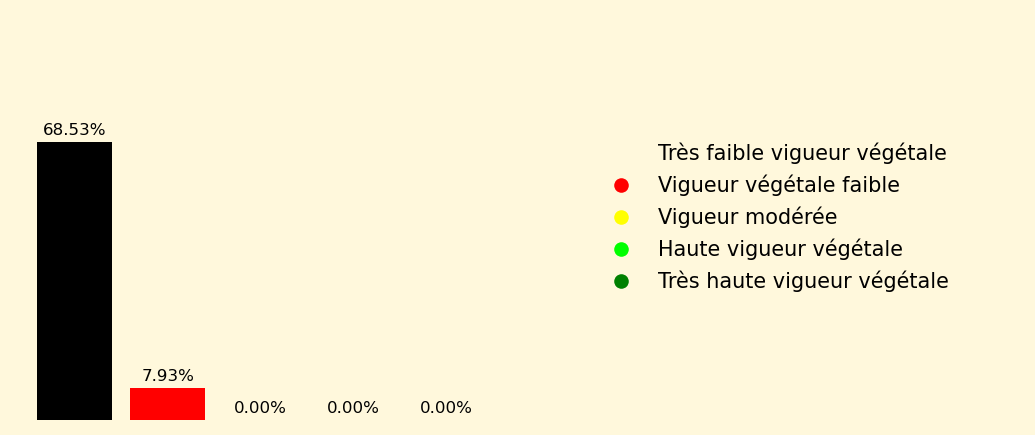 68.53%
7.93%
0.00%
0.00%
0.00%
Très faible vigueur végétale
Vigueur végétale faible
Vigueur modérée
Haute vigueur végétale
Très haute vigueur végétale